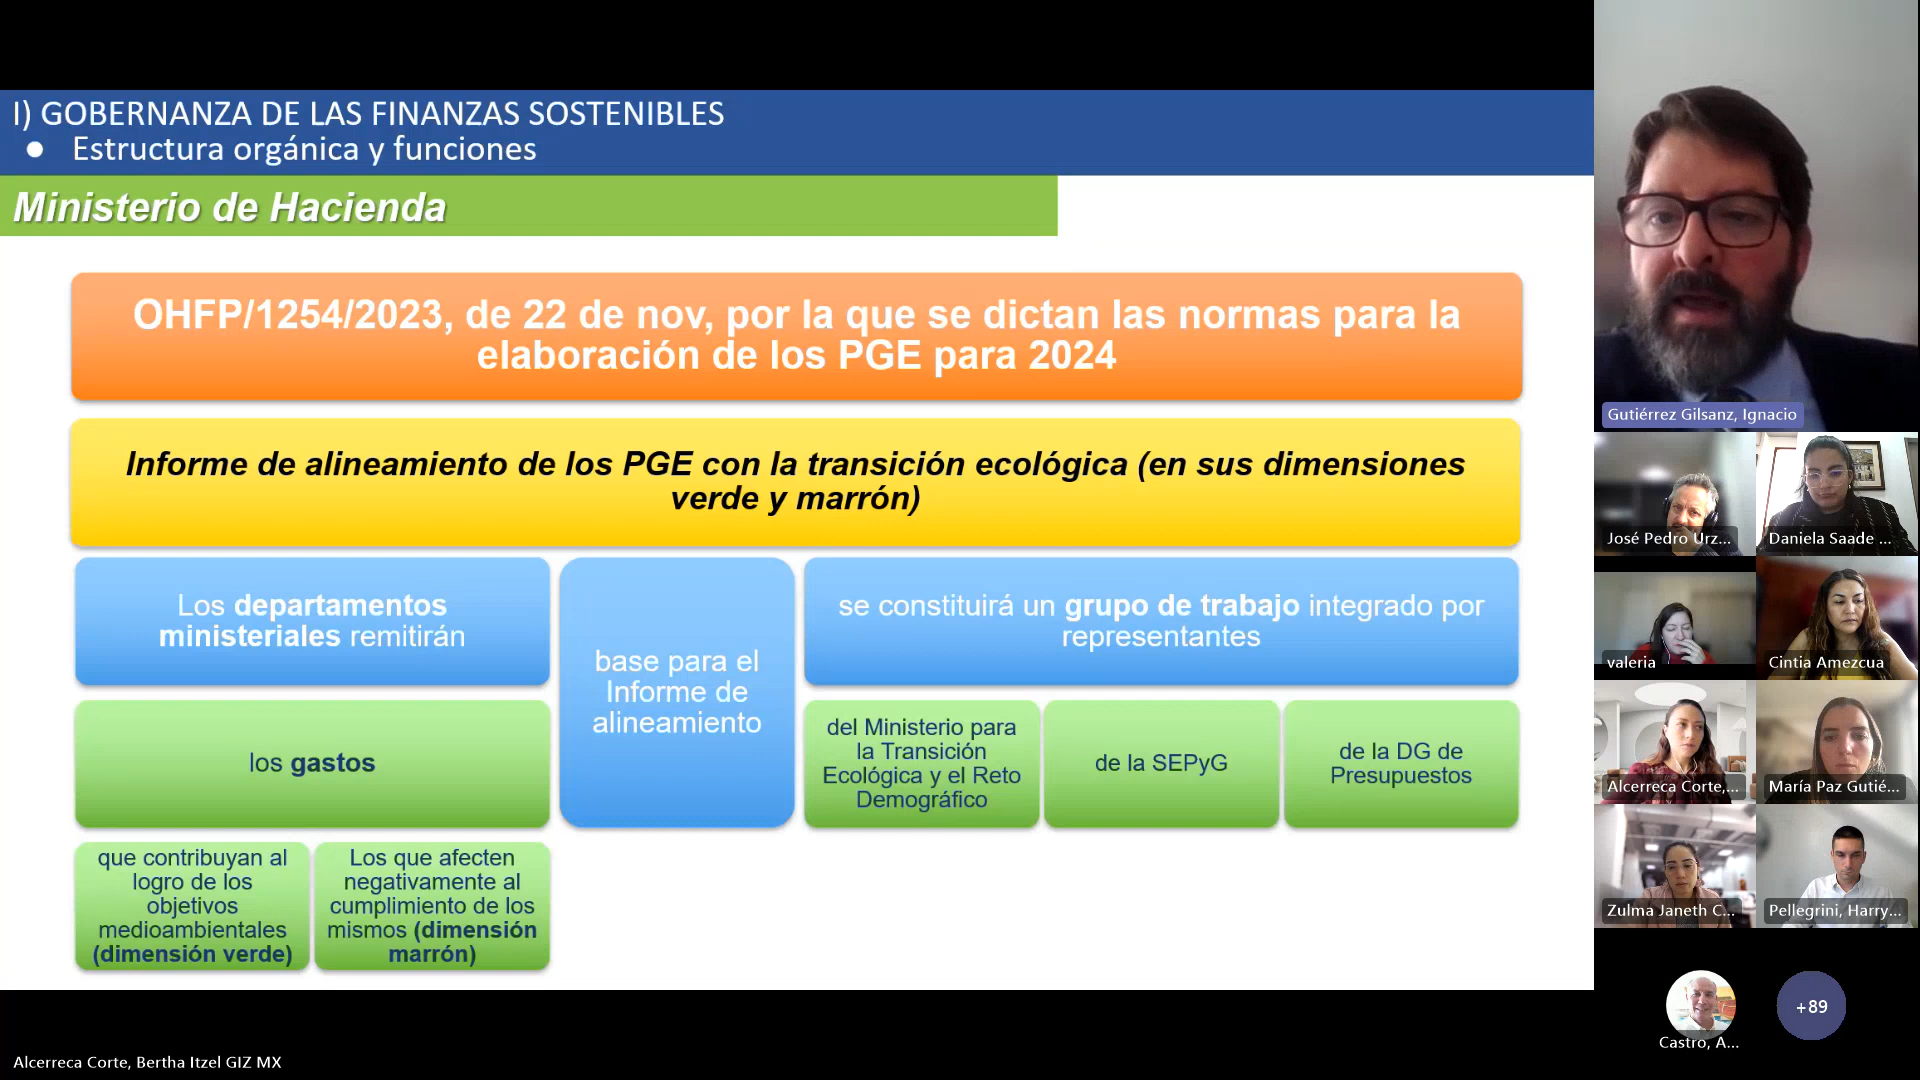 I) GOBERNANZA DE LAS FINANZAS SOSTENIBLES
● Estructura orgánica y funciones
Ministerio de Hacienda
OHFP/1254/2023, de 22 de nov, por la que se dictan las normas para la
elaboración de los PGE para 2024
Informe de alineamiento de los PGE con la transición ecológica (en sus dimensiones
verde y marrón)
Los departamentos
ministeriales remitirán
los gastos
que contribuyan al
logro de los
objetivos
medioambientales
(dimensión verde)
Los que afecten
negativamente al
cumplimiento de los
mismos (dimensión
marrón)
base para el
Informe de
alineamiento
se constituirá un grupo de trabajo integrado por
representantes
del Ministerio para
la Transición
Ecológica y el Reto
Demográfico
de la SEPyG
de la DG de
Presupuestos
Gutiérrez Gilsanz, Ignacio
José Pedro Urz...
Daniela Saade ...
valeria
Cintia Amezcua
Alcerreca Corte,...
María Paz Gutié...
Zulma Janeth C...
Pellegrini, Harry...
Castro, A...
+89
Alcerreca Corte, Bertha Itzel GIZ MX